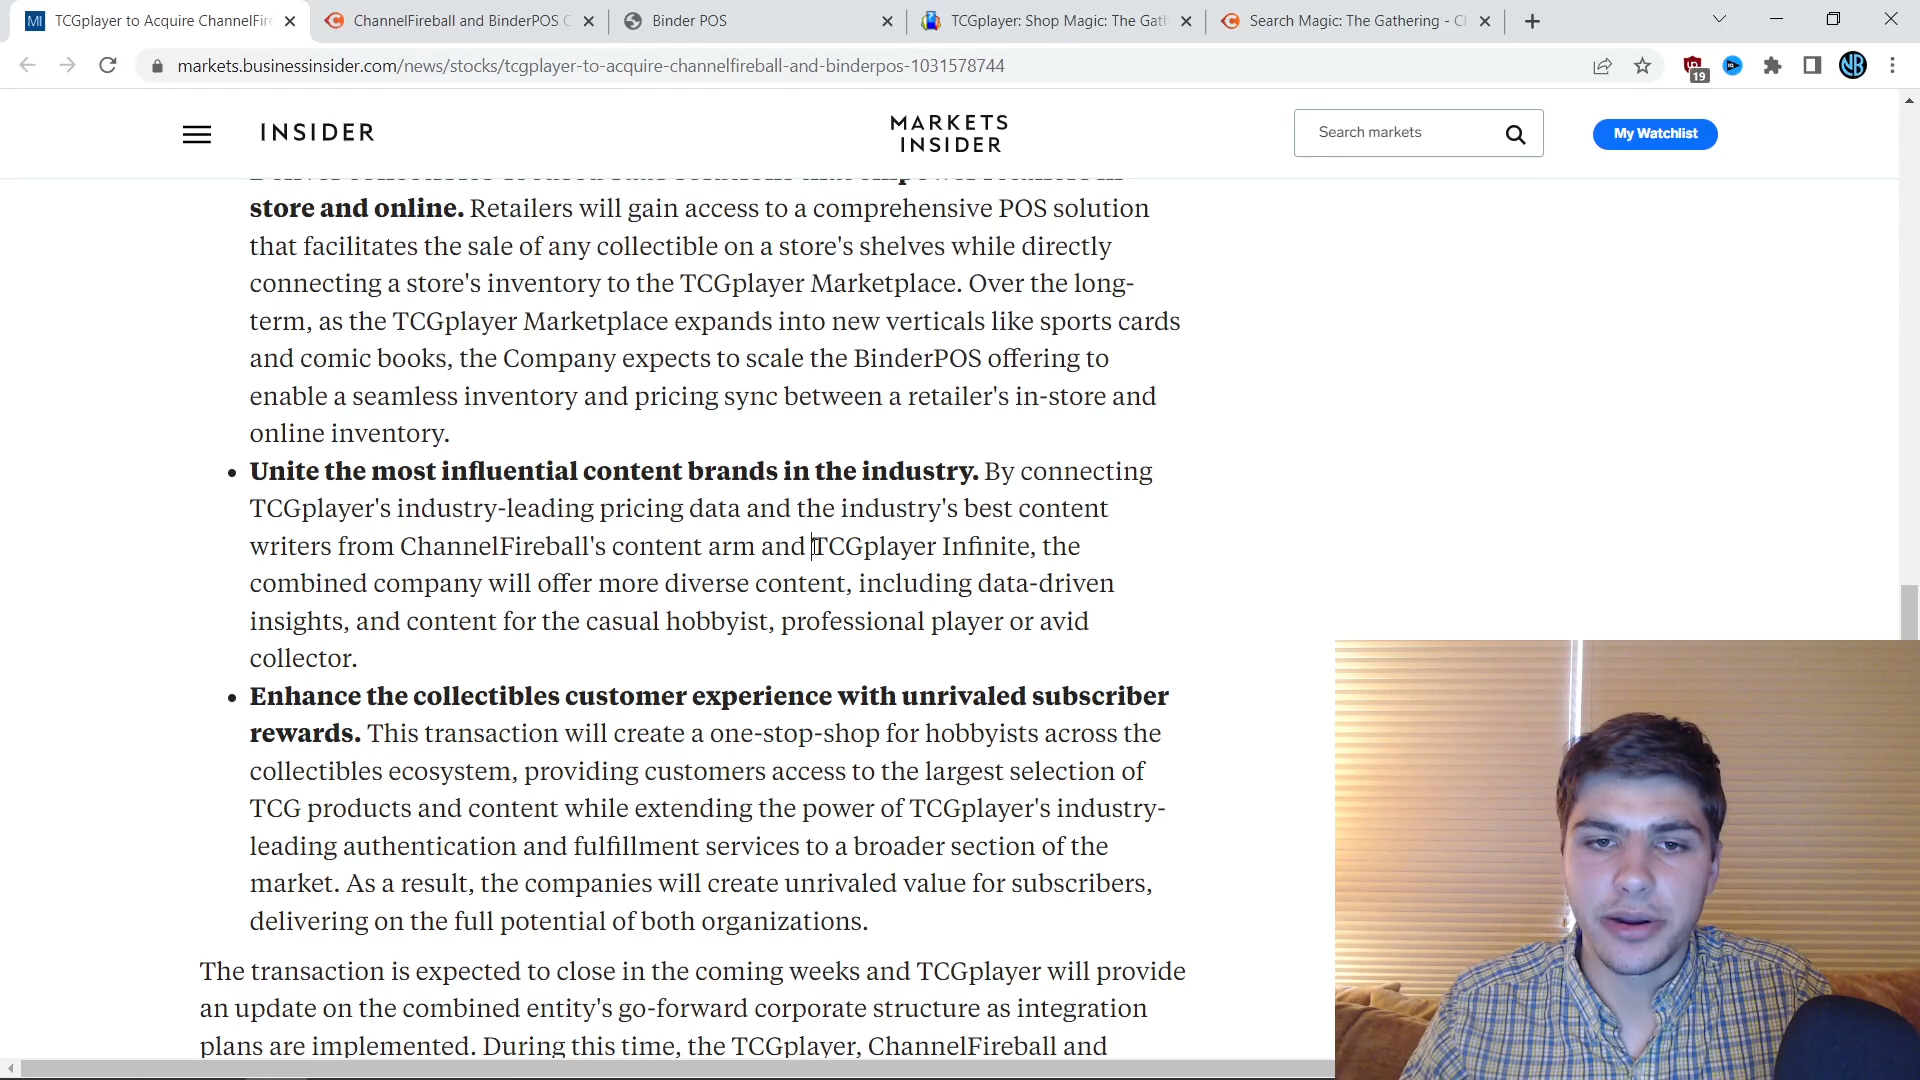 TCGplayer to Acquire ChannelFire
ChannelFireball and BinderPOS C
Binder POS
TCGplayer: Shop Magic: The Gath
Search Magic: The Gathering - Cl
markets.businessinsider.com/news/stocks/tcgplayer-to-acquire-channelfireball-and-binderpos-1031578744
19
INSIDER
MARKETS
INSIDER
Search markets
My Watchlist
store and online. Retailers will gain access to a comprehensive POS solution
that facilitates the sale of any collectible on a store's shelves while directly
connecting a store's inventory to the TCGplayer Marketplace. Over the long-
term, as the TCGplayer Marketplace expands into new verticals like sports cards
and comic books, the Company expects to scale the BinderPOS offering to
enable a seamless inventory and pricing sync between a retailer's in-store and
online inventory.
• Unite the most influential content brands in the industry. By connecting
TCGplayer's industry-leading pricing data and the industry's best content
writers from ChannelFireball's content arm and TCGplayer Infinite, the
combined company will offer more diverse content, including data-driven
insights, and content for the casual hobbyist, professional player or avid
collector.
• Enhance the collectibles customer experience with unrivaled subscriber
rewards. This transaction will create a one-stop-shop for hobbyists across the
collectibles ecosystem, providing customers access to the largest selection of
TCG products and content while extending the power of TCGplayer's industry-
leading authentication and fulfillment services to a broader section of the
market. As a result, the companies will create unrivaled value for subscribers,
delivering on the full potential of both organizations.
The transaction is expected to close in the coming weeks and TCGplayer will provide
an update on the combined entity's go-forward corporate structure as integration
plans are implemented. During this time, the TCGplayer, ChannelFireball and